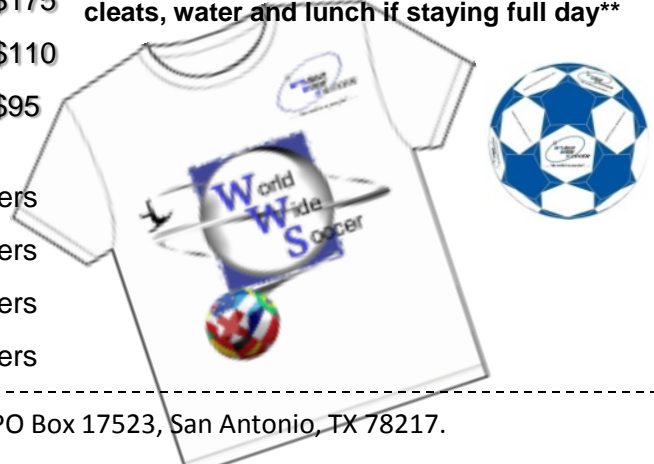 $175
cleats, water and lunch if staying full day**
$110
$95
World
Wide
Soccer
ers
ers
ers
ers
PO Box 17523, San Antonio, TX 78217.